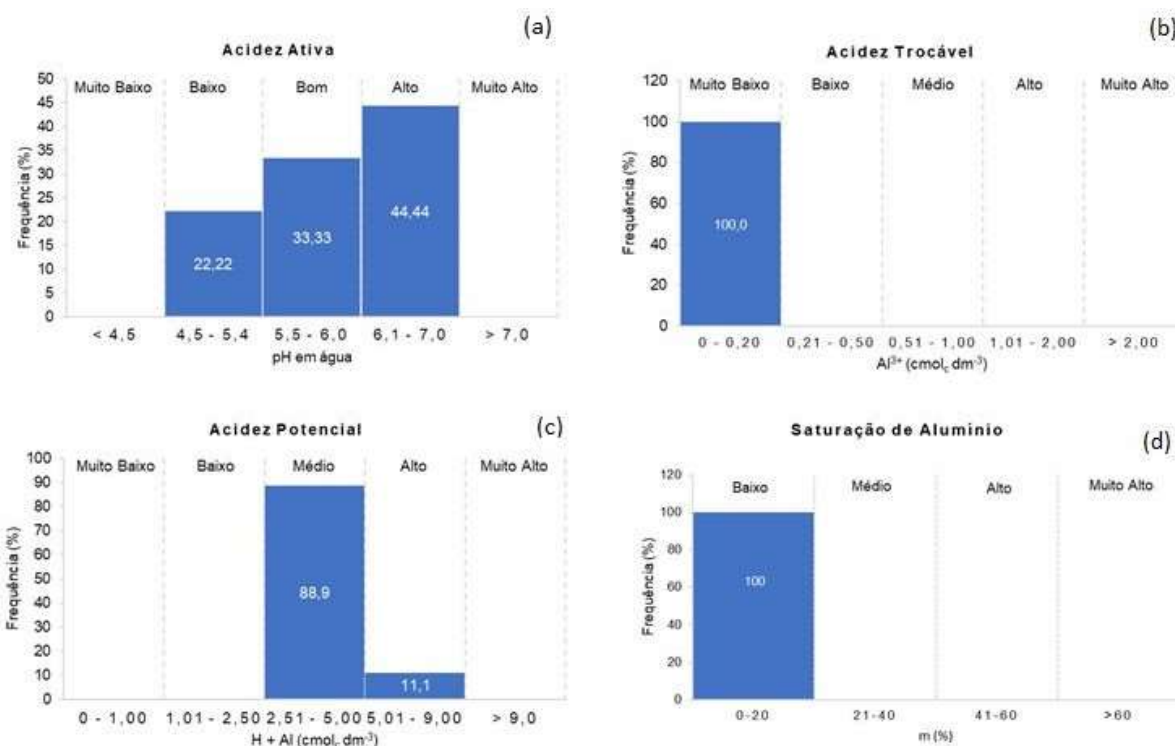 (a)
Acidez Ativa
Muito Baixo Baixo Bom Alto Muito Alto
50
45
40
35
30
25
20
15
10
5
0
Frequência (%)
22,22
33,33
44,44
< 4,5 4,5 - 5,4 5,5 - 6,0 6,1 - 7,0 > 7,0
pH em água
(b)
Acidez Trocável
Muito Baixo Baixo Médio Alto Muito Alto
120
100
80
60
40
20
0
Frequência (%)
100,0
0 - 0,20 0,21 - 0,50 0,51 - 1,00 1,01 - 2,00 > 2,00
Al³⁺ (cmolc dm⁻³)
(c)
Acidez Potencial
Muito Baixo Baixo Médio Alto Muito Alto
100
90
80
70
60
50
40
30
20
10
0
Frequência (%)
88,9
11,1
0 - 1,00 1,01 - 2,50 2,51 - 5,00 5,01 - 9,00 > 9,0
H + Al (cmolc dm⁻³)
(d)
Saturação de Alumínio
Baixo Médio Alto Muito Alto
120
100
80
60
40
20
0
Frequência (%)
100
0-20 21-40 41-60 >60
m (%)